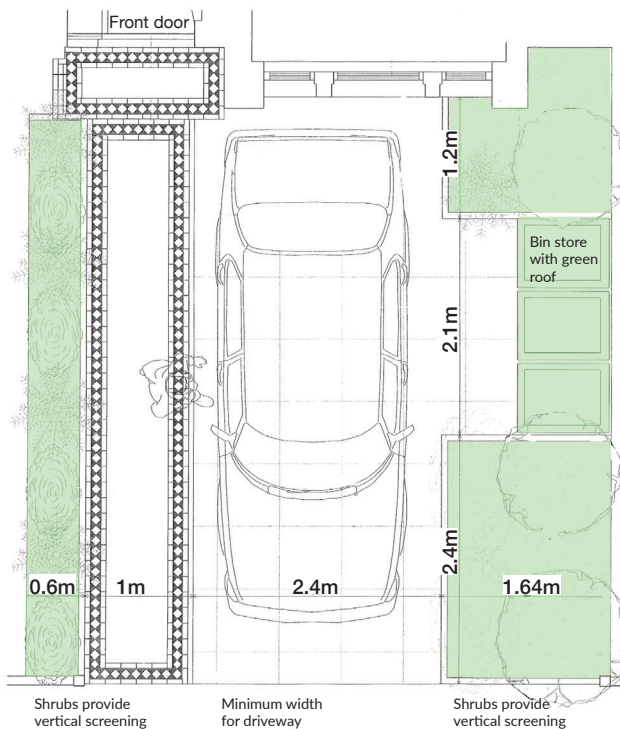 Front door
1.2m
Bin store
with green
roof
2.1m
2.4m
0.6m
1m
2.4m
1.64m
Shrubs provide
vertical screening
Minimum width
for driveway
Shrubs provide
vertical screening